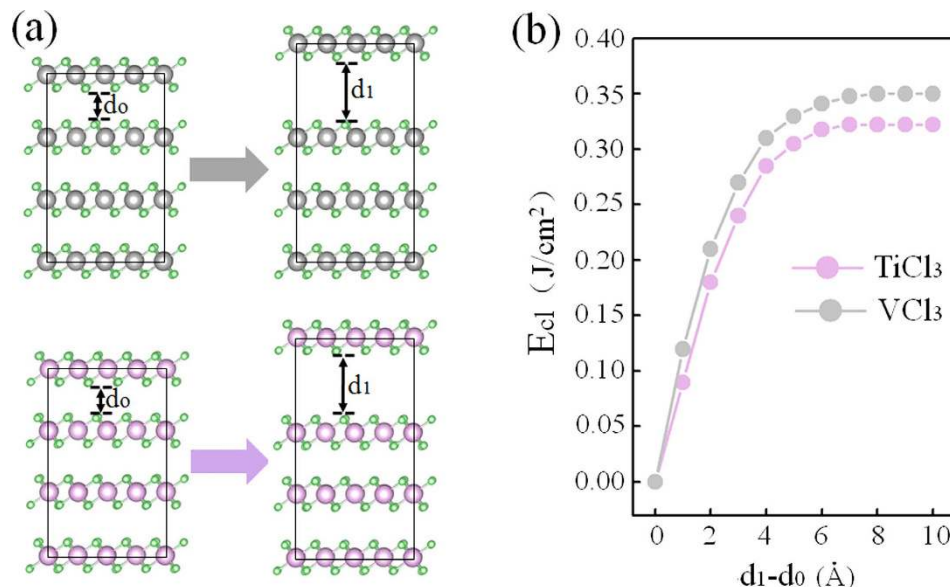 (a)
d₀
d₁
d₀
d₁
(b)
0.40
0.35
0.30
0.25
0.20
0.15
0.10
0.05
0.00
Ecl ( J/cm²)
TiCl₃
VCl₃
0 2 4 6 8 10
d₁-d₀ (Å)